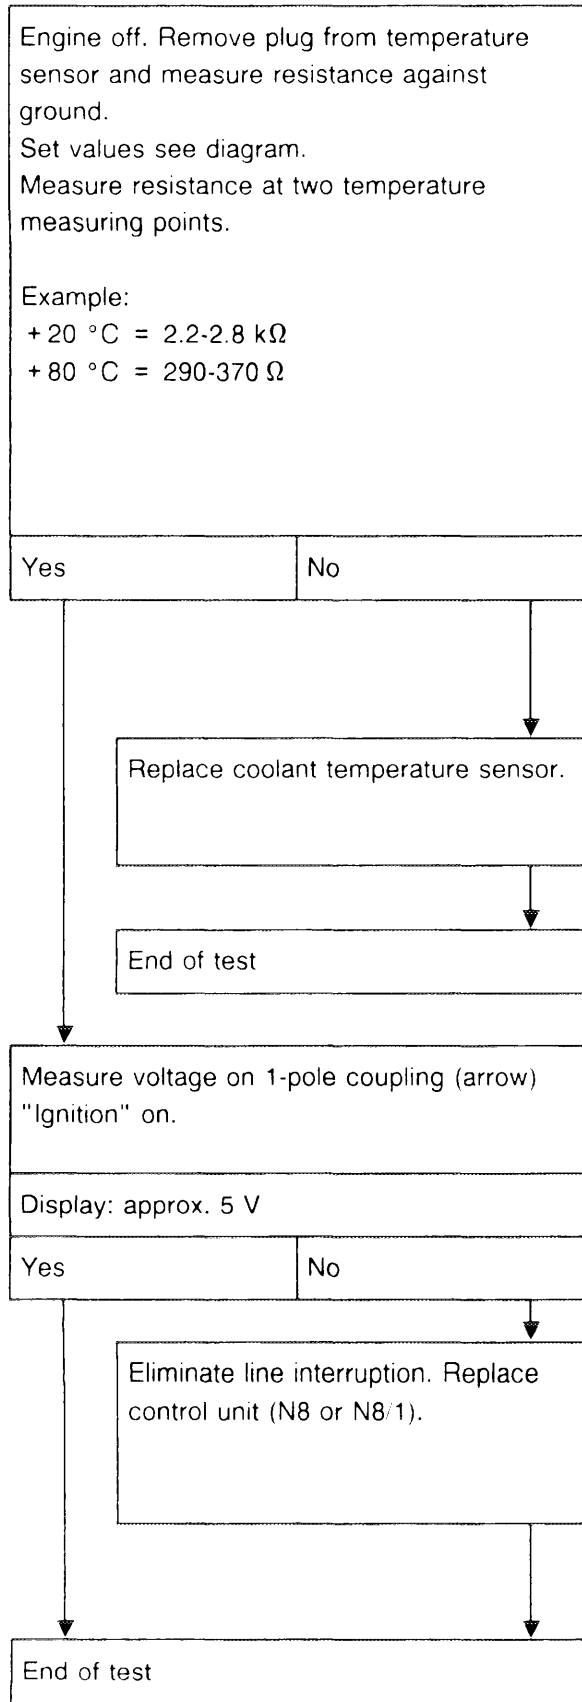 Engine off. Remove plug from temperature
sensor and measure resistance against
ground.
Set values see diagram.
Measure resistance at two temperature
measuring points.
Example:
+20 °C = 2.2-2.8 kΩ
+80 °C = 290-370 Ω
Yes
No
Replace coolant temperature sensor.
End of test
Measure voltage on 1-pole coupling (arrow)
"Ignition" on.
Display: approx. 5 V
Yes
No
Eliminate line interruption. Replace
control unit (N8 or N8/1).
End of test